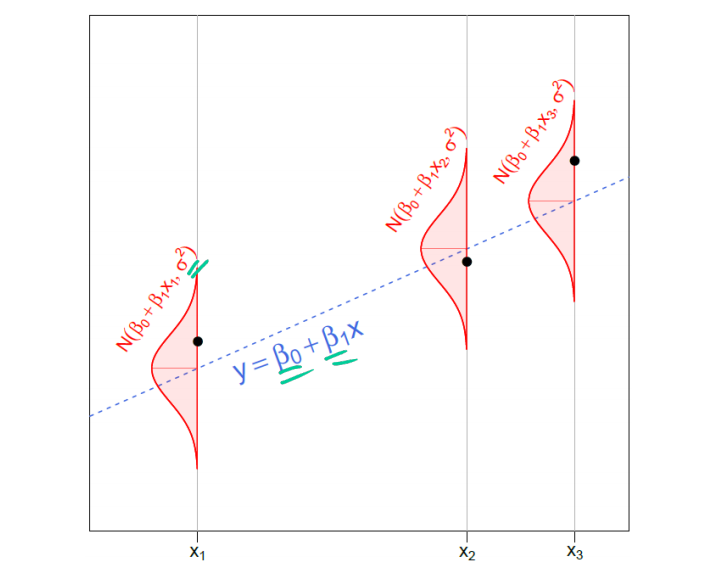 N(β₀ + β₁x₃, σ²)
N(β₀ + β₁x₂, σ²)
N(β₀ + β₁x₁, σ²)
y = β₀ + β₁x
x₁ x₂ x₃